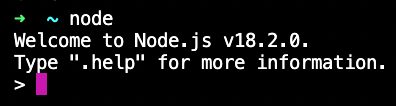 ➜ ~ node
Welcome to Node.js v18.2.0.
Type ".help" for more information.
>